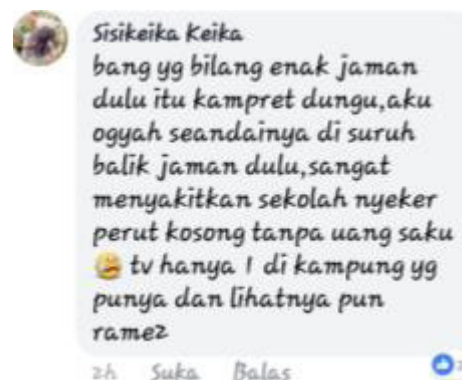 Sisikeika Keika
bang yg bilang enak jaman
dulu itu kampret dungu,aku
ogyah seandainya di suruh
balik jaman dulu,sangat
menyakitkan sekolah nyeker
perut kosong tanpa uang saku
😥 tv hanya 1 di kampung yg
punya dan lihatnya pun
rame2
2h Suka Balas